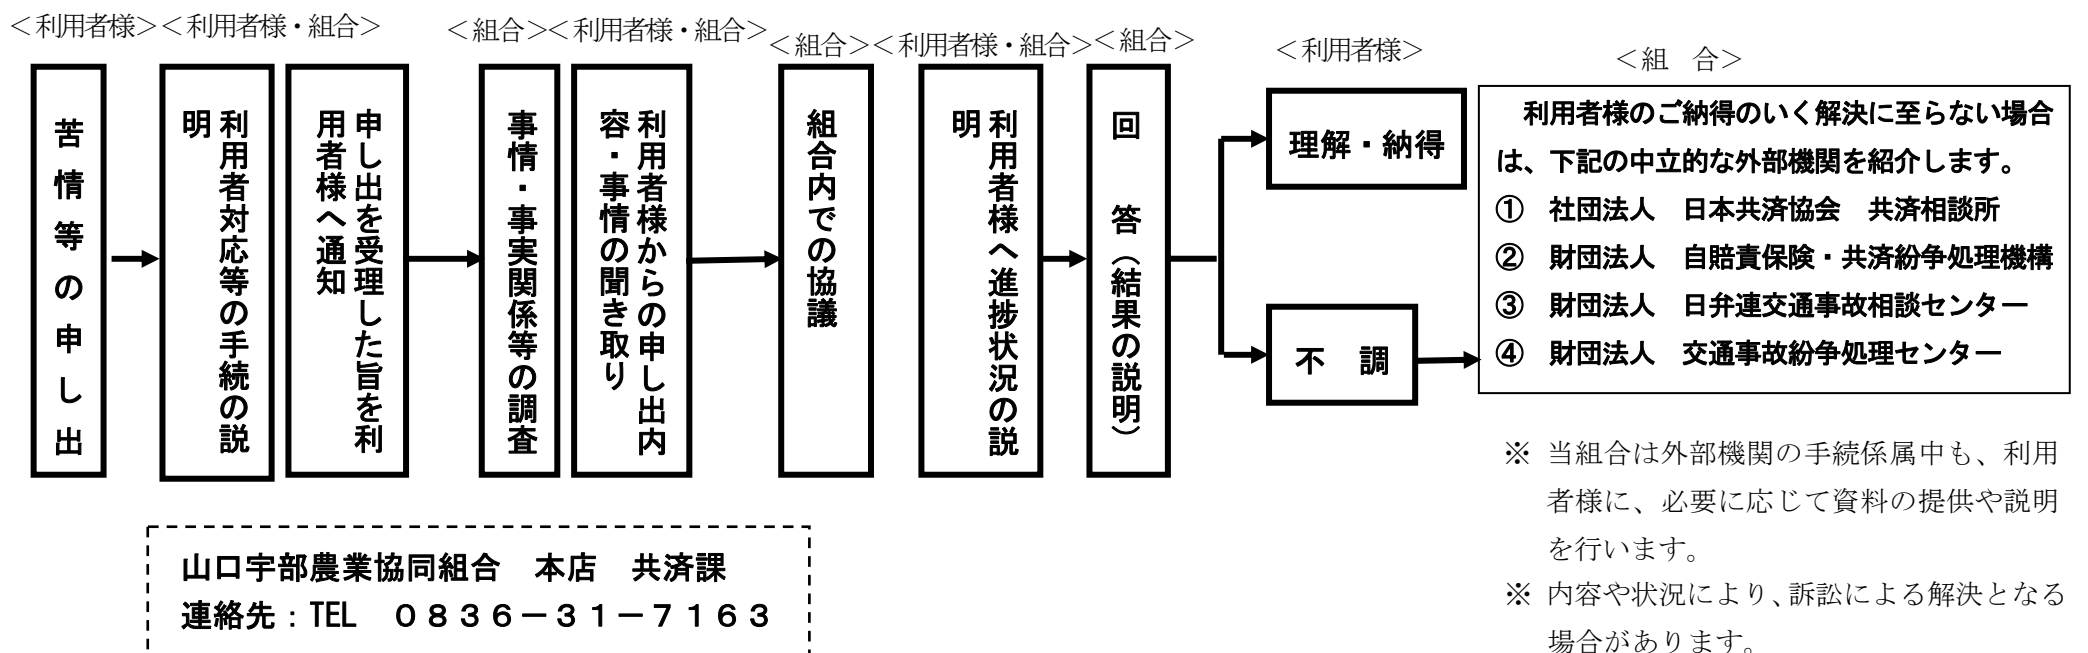 ＜利用者様＞＜利用者様・組合＞
＜組合＞＜利用者様・組合＞
＜組合＞＜利用者様・組合＞＜組合＞
＜利用者様＞
＜組　合＞
苦情等の申し出
利用者対応等の手続の説
明
申し出を受理した旨を利
用者様へ通知
事情・事実関係等の調査
利用者様からの申し出内
容・事情の聞き取り
組合内での協議
利用者様へ進捗状況の説
明
回　答（結果の説明）
理解・納得
不　調
利用者様のご納得のいく解決に至らない場合
は、下記の中立的な外部機関を紹介します。
①　社団法人　日本共済協会　共済相談所
②　財団法人　自賠責保険・共済紛争処理機構
③　財団法人　日弁連交通事故相談センター
④　財団法人　交通事故紛争処理センター
※ 当組合は外部機関の手続係属中も、利用
者様に、必要に応じて資料の提供や説明
を行います。
※ 内容や状況により、訴訟による解決となる
場合があります。
山口宇部農業協同組合　本店　共済課
連絡先：TEL　０８３６－３１－７１６３